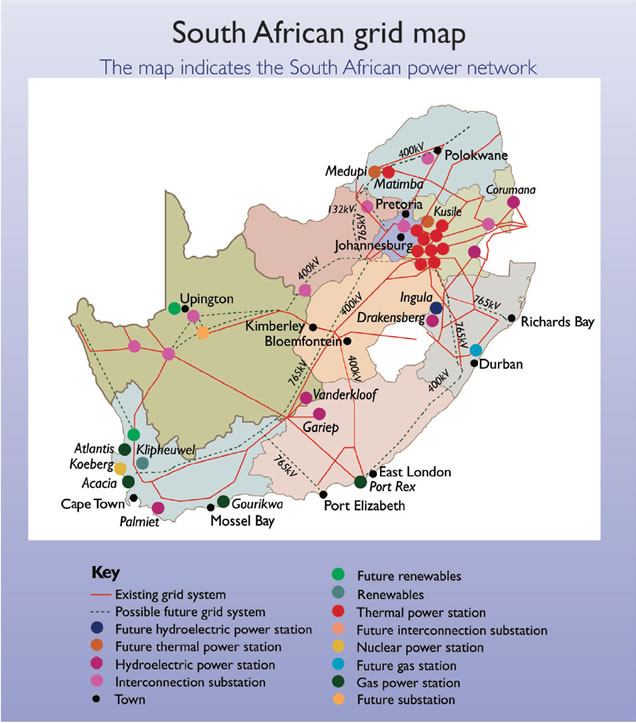 South African grid map
The map indicates the South African power network
400kV
Polokwane
Medupi
Matimba
Corumana
132kV
Pretoria
765kV
Kusile
Johannesburg
400kV
Upington
400kV
Ingula
Drakensberg
765kV
Richards Bay
Kimberley
Bloemfontein
765kV
Durban
765kV
400kV
400kV
Vanderkloof
Gariep
Atlantis
Klipheuwel
Koeberg
765kV
Acacia
East London
Port Rex
Cape Town
Gourikwa
Port Elizabeth
Palmiet
Mossel Bay
Key
Existing grid system
Possible future grid system
Future hydroelectric power station
Future thermal power station
Hydroelectric power station
Interconnection substation
Town
Future renewables
Renewables
Thermal power station
Future interconnection substation
Nuclear power station
Future gas station
Gas power station
Future substation